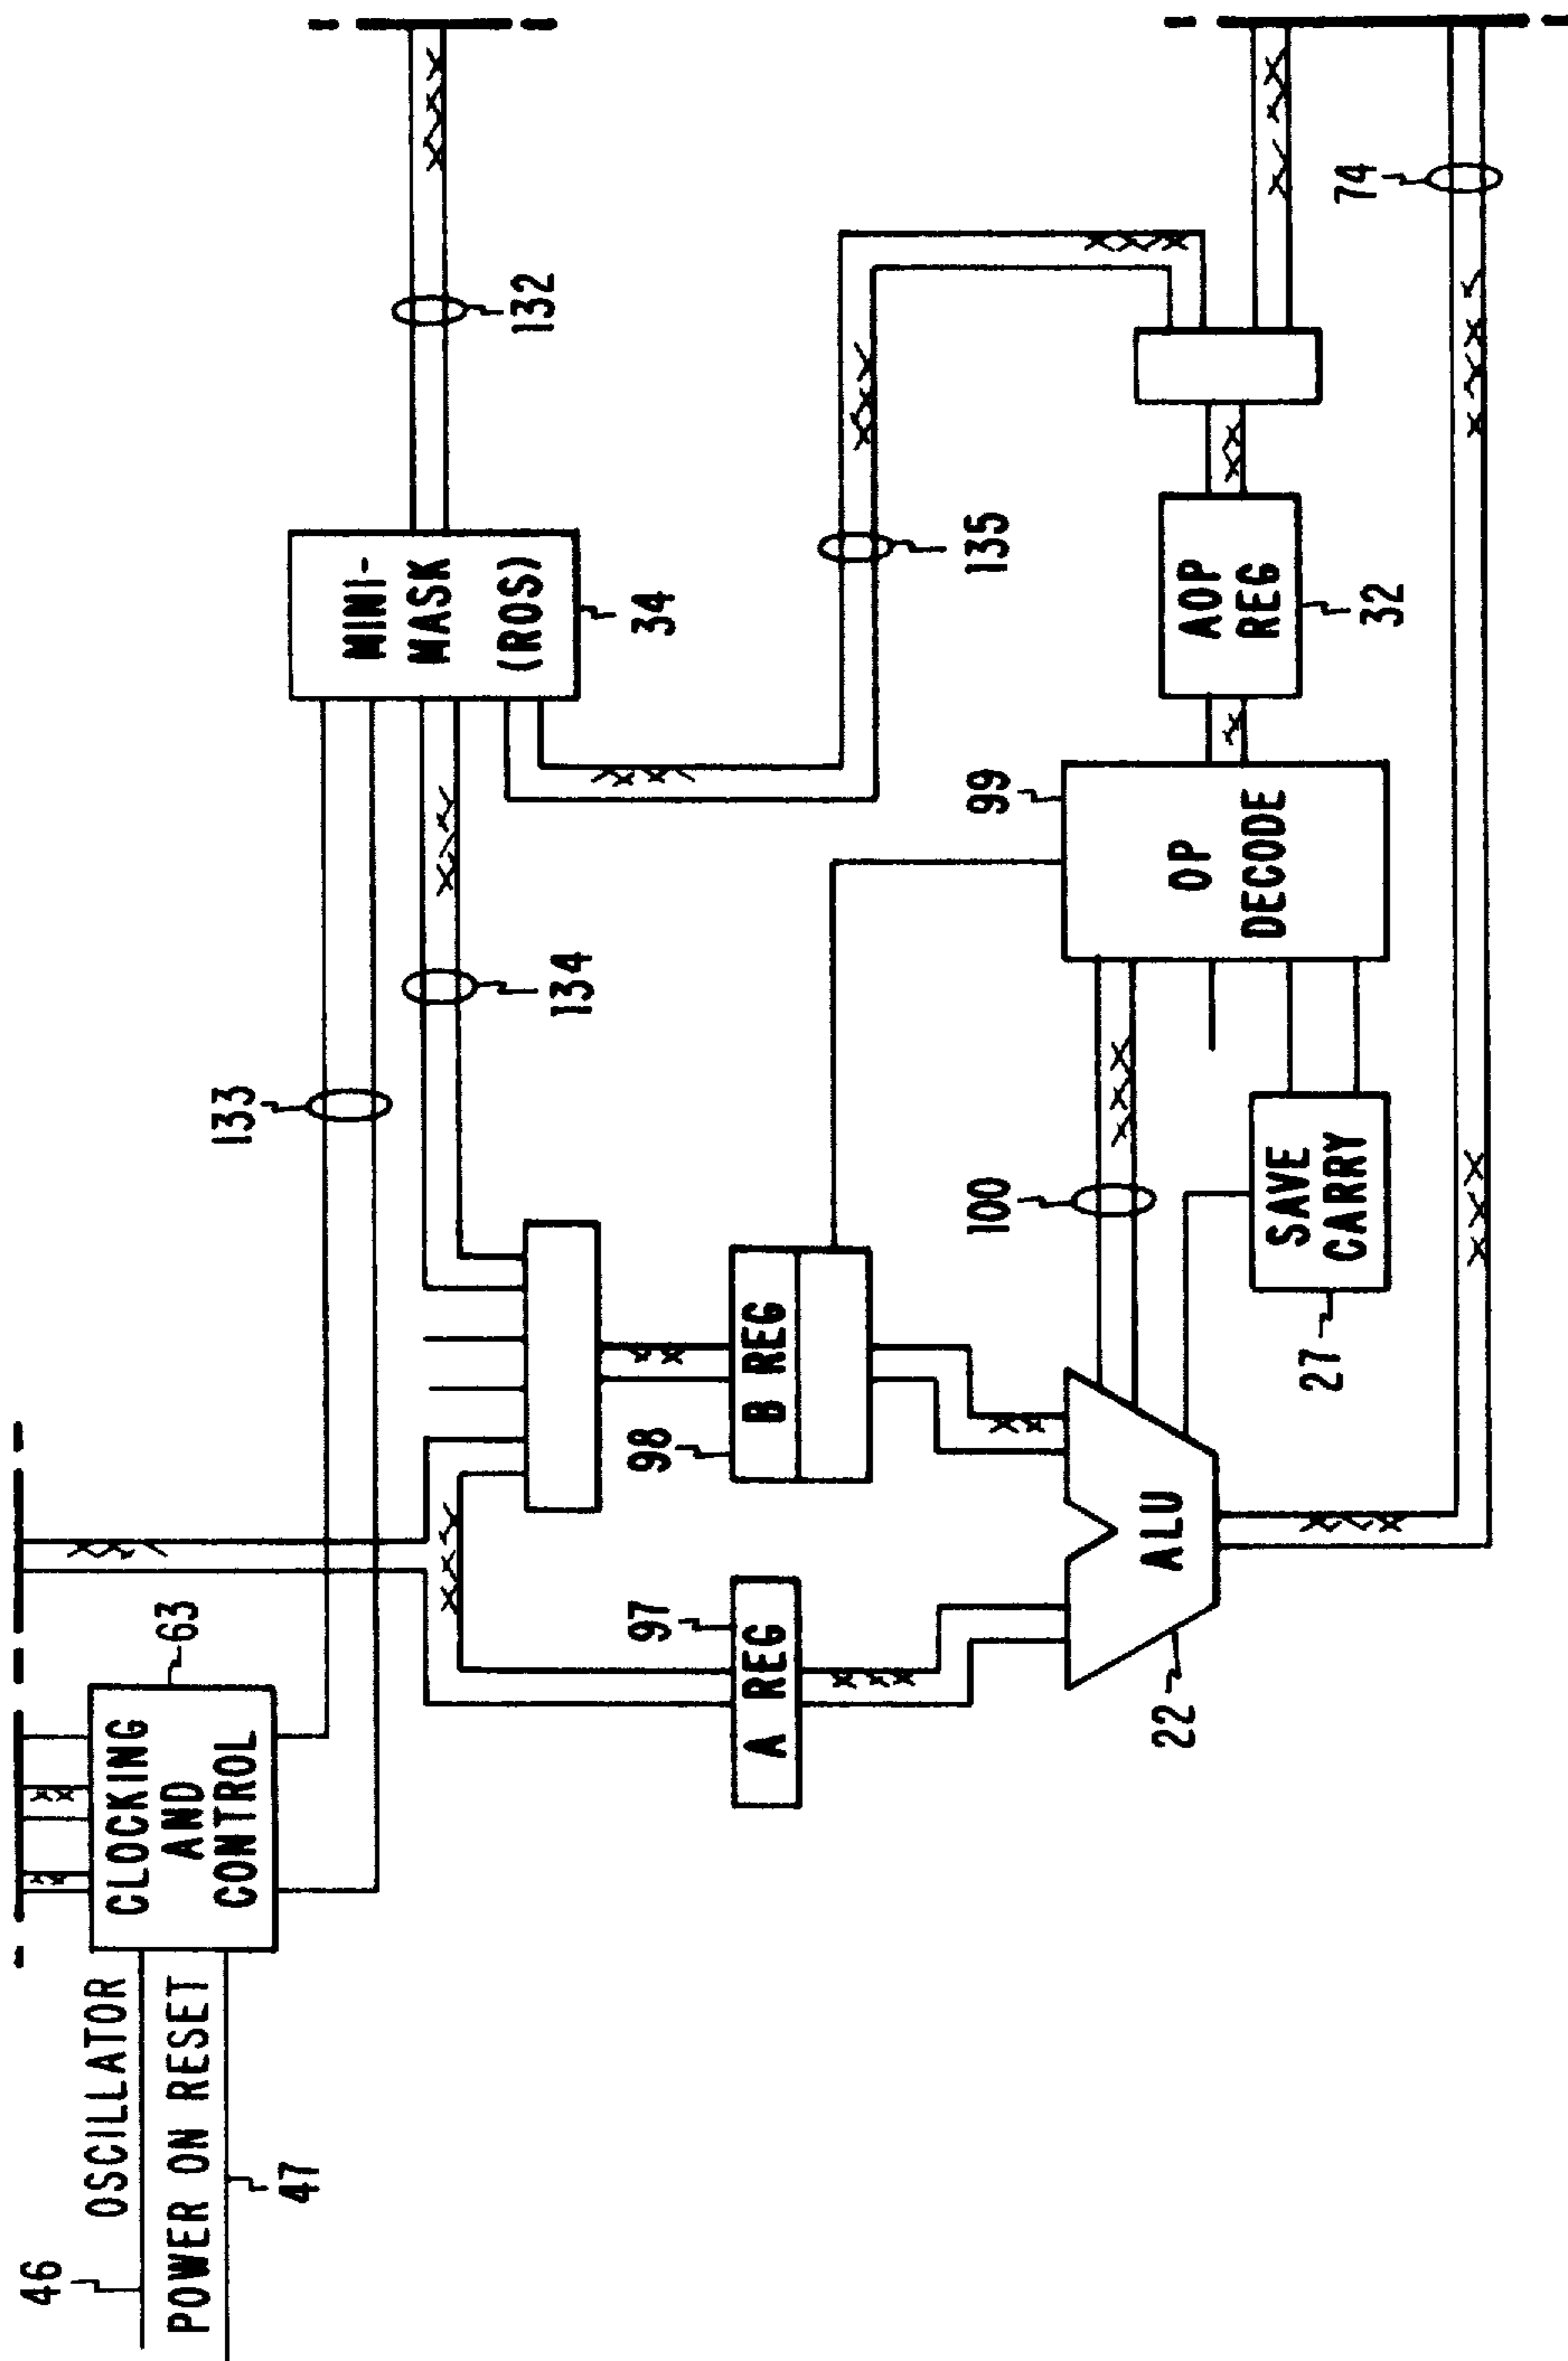 46
OSCILLATOR
POWER ON RESET
47
CLOCKING
AND
CONTROL
63
133
134
MINI-
MASK
(ROS)
34
132
97
A REG
98
B REG
135
22
ALU
100
27
SAVE
CARRY
99
OP
DECODE
AOP
REG
32
74